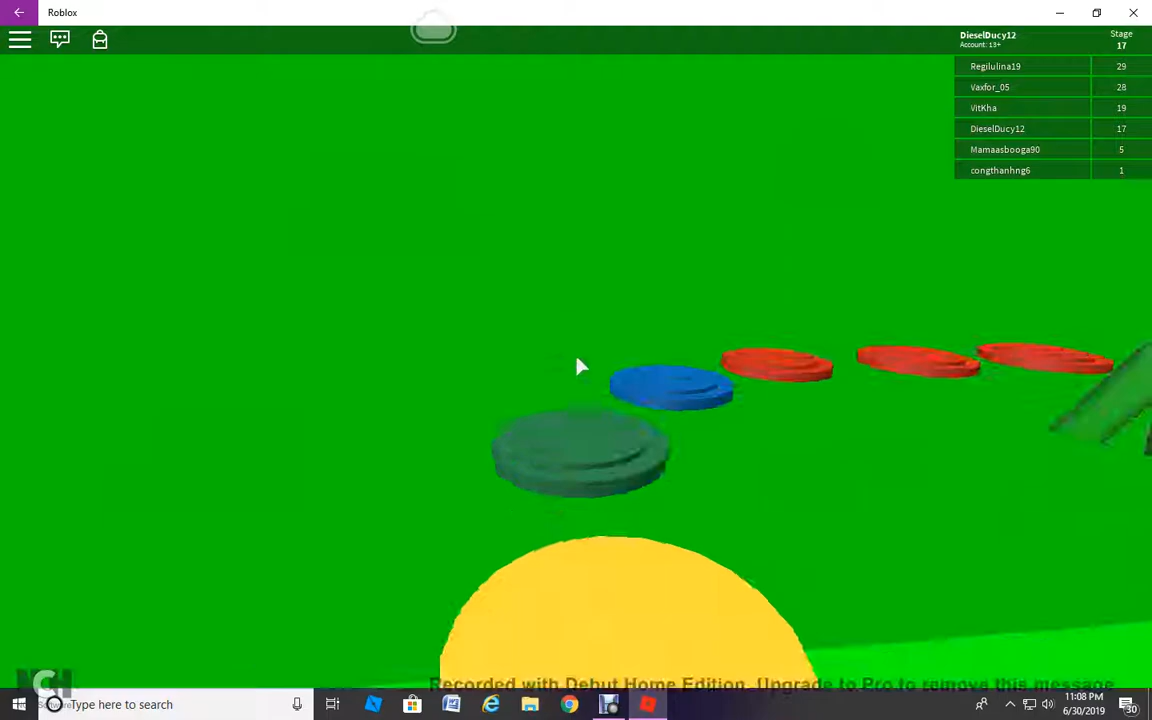 Roblox
DieselDucy12
Account: 13+
Stage
17
Regilulina19 29
Vaxfor_05 28
VitKha 19
DieselDucy12 17
Mamaasbooga90 5
congthanhng6 1
Recorded with Debut Home Edition. Upgrade to Pro to remove this message
Type here to search
11:08 PM
6/30/2019
30